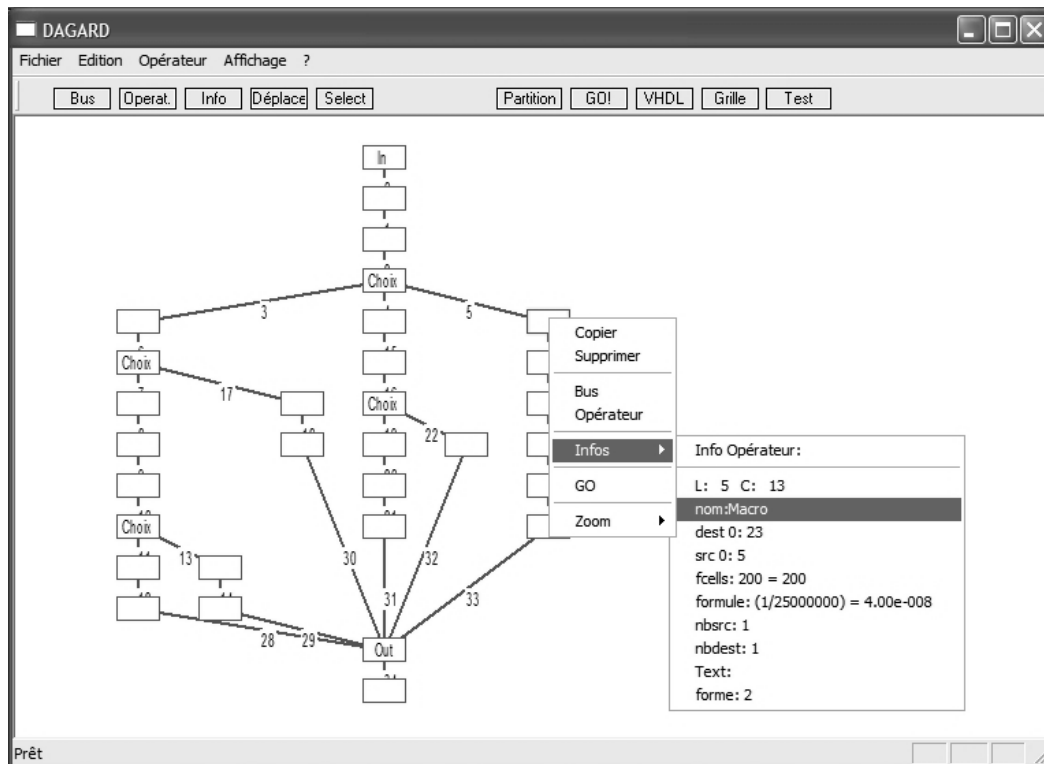 DAGARD
Fichier Edition Opérateur Affichage ?
Bus Operat. Info Déplace Select Partition GO! VHDL Grille Test
In
Choix
3 5
Choix
17
Choix
22
Choix
13
30 32
31 33
28 29
Out
Copier
Supprimer
Bus
Opérateur
Infos
GO
Zoom
Info Opérateur:
L: 5 C: 13
nom:Macro
dest 0: 23
src 0: 5
fcells: 200 = 200
formule: (1/25000000) = 4.00e-008
nbsrc: 1
nbdest: 1
Text:
forme: 2
Prêt